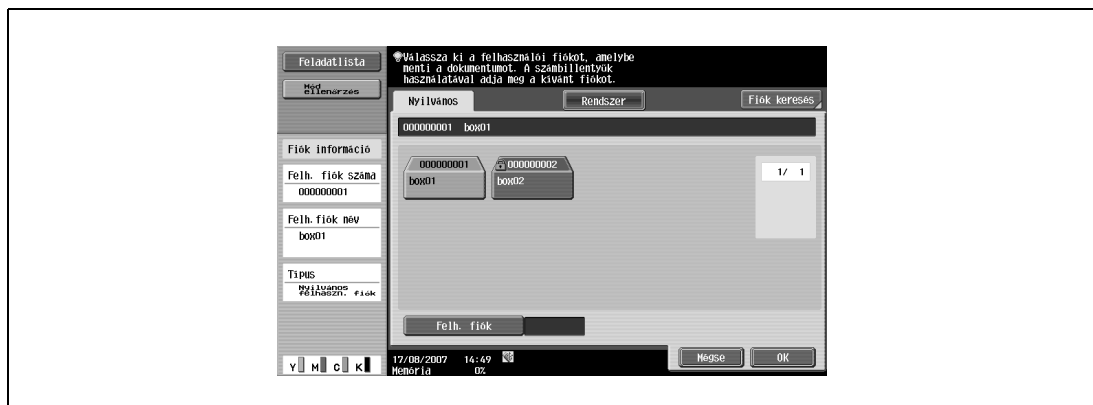 Feladatlista
Mód
ellenőrzés
Válassza ki a felhasználói fiókot, amelybe
menti a dokumentumot. A számbillentyűk
használatával adja meg a kívánt fiókot.
Nyilvános
Rendszer
Fiók keresés
000000001 box01
Fiók információ
Felh. fiók száma
000000001
Felh.fiók név
box01
Típus
Nyilvános
felhaszn. fiók
000000001
box01
000000002
box02
1/ 1
Felh. fiók
Y M C K
17/08/2007 14:49
Memória 0%
Mégse
OK